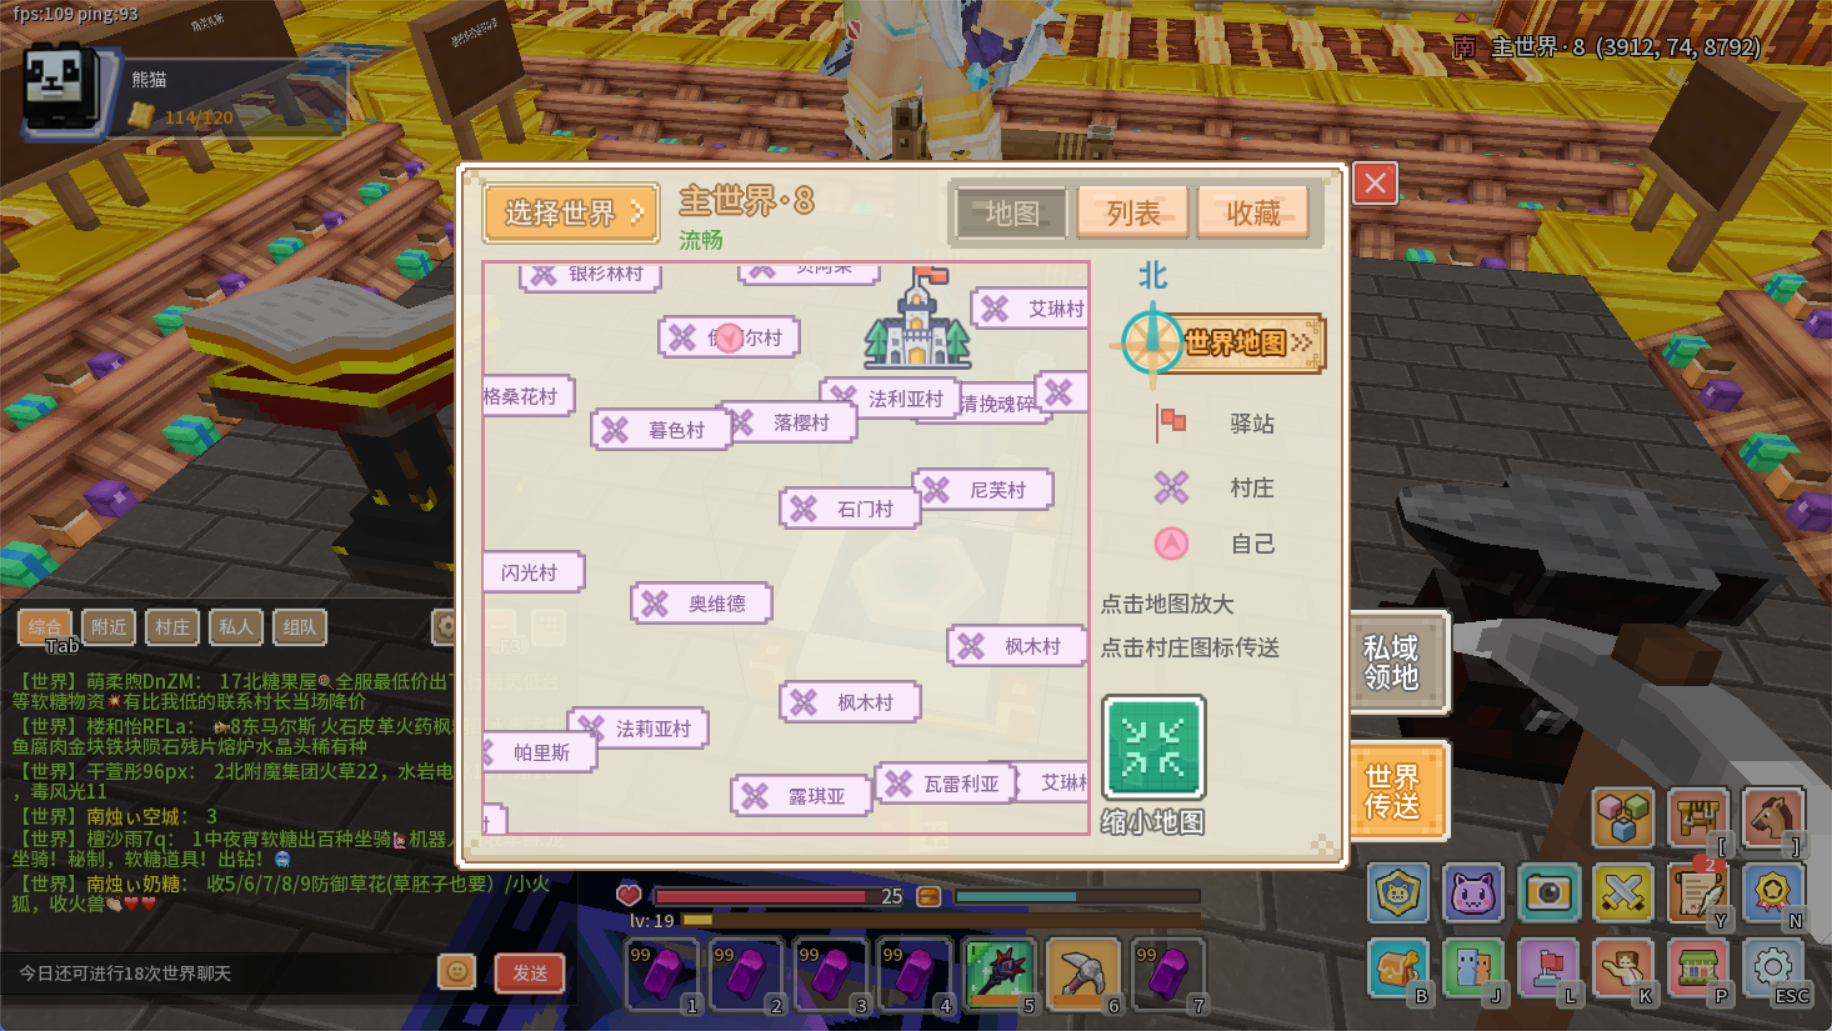 fps:109 ping:93
熊猫
114/120
南 主世界·8 (3912, 74, 8792)
选择世界
主世界·8
流畅
地图
列表
收藏
银杉林村
艾琳村
尔村
格桑花村
法利亚村
清挽魂碎
暮色村
落樱村
尼芙村
石门村
闪光村
奥维德
枫木村
枫木村
法莉亚村
帕里斯
露琪亚
瓦雷利亚
艾琳
北
世界地图
驿站
村庄
自己
点击地图放大
点击村庄图标传送
缩小地图
私域
领地
世界
传送
综合
附近
村庄
私人
组队
Tab
【世界】萌柔煦DnZM： 17北糖果屋🍭全服最低价出
等软糖物资💥有比我低的联系村长当场降价
【世界】楼和怡RFLa： 8东马尔斯 火石皮革火药枫
鱼腐肉金块铁块陨石残片熔炉水晶头稀有种
【世界】干萱彤96px： 2北附魔集团火草22，水岩电
，毒风光11
【世界】南烛ぃ空城： 3
【世界】檀沙雨7q： 1中夜宵软糖出百种坐骑机器
坐骑！秘制，软糖道具！出钻！
【世界】南烛ぃ奶糖： 收5/6/7/8/9防御草花(草胚子也要）/小火
狐，收火兽👏🏻❤️❤️
今日还可进行18次世界聊天
发送
25
lv: 19
99
1
99
2
99
3
99
4
5
6
99
7
[
]
2
Y
N
B
J
L
K
P
ESC